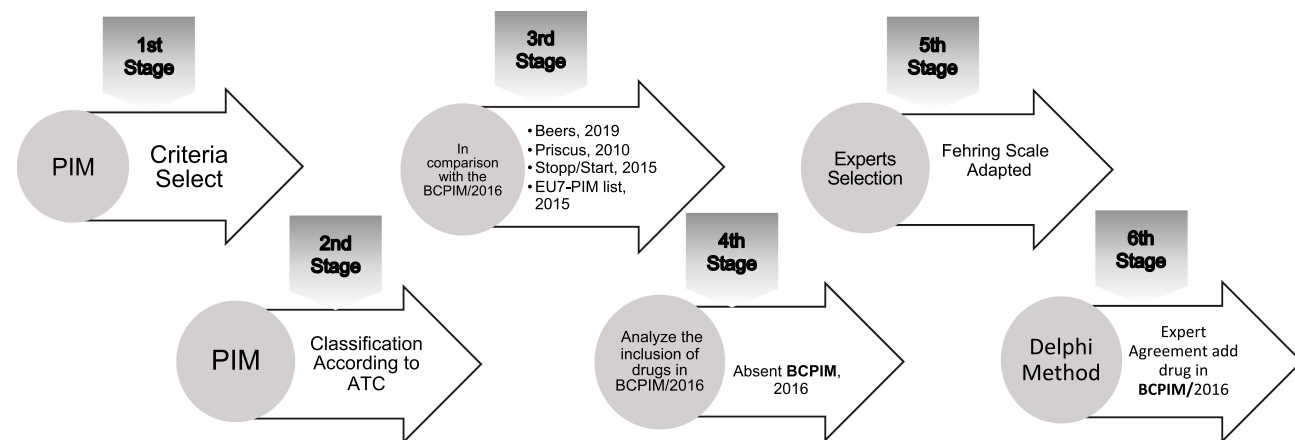 1st
Stage
PIM
Criteria
Select
2nd
Stage
PIM
Classification
According to
ATC
3rd
Stage
In
comparison
with the
BCPIM/2016
• Beers, 2019
• Priscus, 2010
• Stopp/Start, 2015
• EU7-PIM list,
2015
4th
Stage
Analyze the
inclusion of
drugs in
BCPIM/2016
Absent BCPIM,
2016
5th
Stage
Experts
Selection
Fehring Scale
Adapted
6th
Stage
Delphi
Method
Expert
Agreement add
drug in
BCPIM/2016